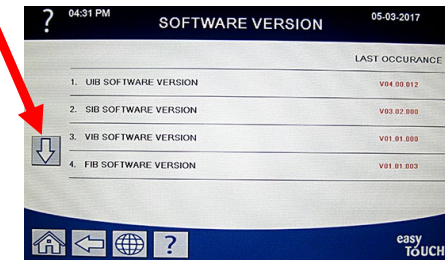 ? 04:31 PM SOFTWARE VERSION 05-03-2017
LAST OCCURANCE
1. UIB SOFTWARE VERSION V04.00.012
2. SIB SOFTWARE VERSION V03.02.000
3. VIB SOFTWARE VERSION V01.01.000
4. FIB SOFTWARE VERSION V01.01.003
?
easy
TOUCH